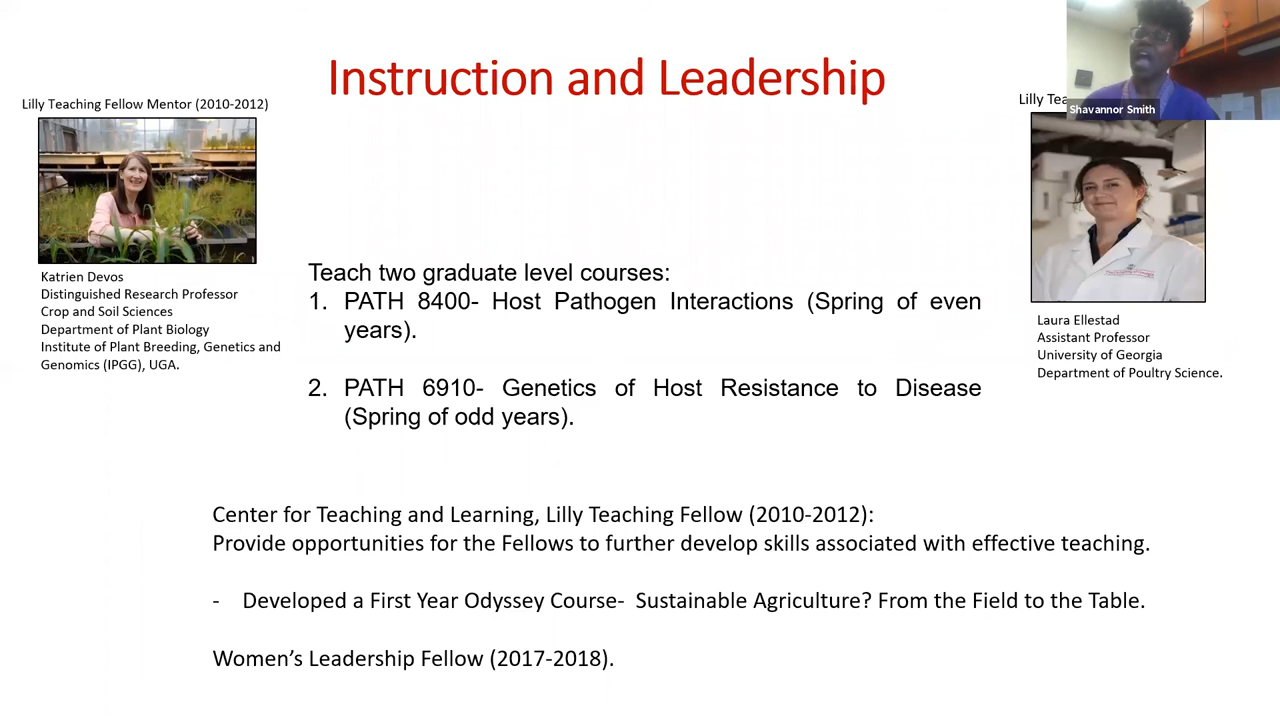 Instruction and Leadership
Lilly Teaching Fellow Mentor (2010-2012)
Lilly
Shavannor Smith
Katrien Devos
Distinguished Research Professor
Crop and Soil Sciences
Department of Plant Biology
Institute of Plant Breeding, Genetics and
Genomics (IPGG), UGA.
Teach two graduate level courses:
1. PATH 8400- Host Pathogen Interactions (Spring of even
years).
2. PATH 6910- Genetics of Host Resistance to Disease
(Spring of odd years).
Laura Ellestad
Assistant Professor
University of Georgia
Department of Poultry Science.
Center for Teaching and Learning, Lilly Teaching Fellow (2010-2012):
Provide opportunities for the Fellows to further develop skills associated with effective teaching.
- Developed a First Year Odyssey Course- Sustainable Agriculture? From the Field to the Table.
Women’s Leadership Fellow (2017-2018).